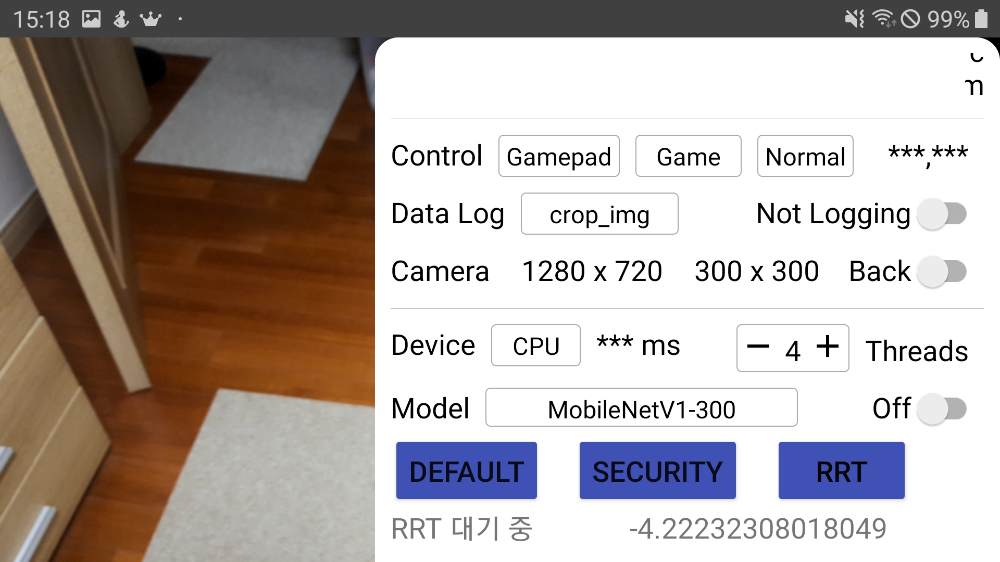 15:18 99%
m
Control Gamepad Game Normal ***,***
Data Log crop_img Not Logging
Camera 1280 x 720 300 x 300 Back
Device CPU *** ms 4 Threads
Model MobileNetV1-300 Off
DEFAULT SECURITY RRT
RRT 대기 중 -4.22232308018049